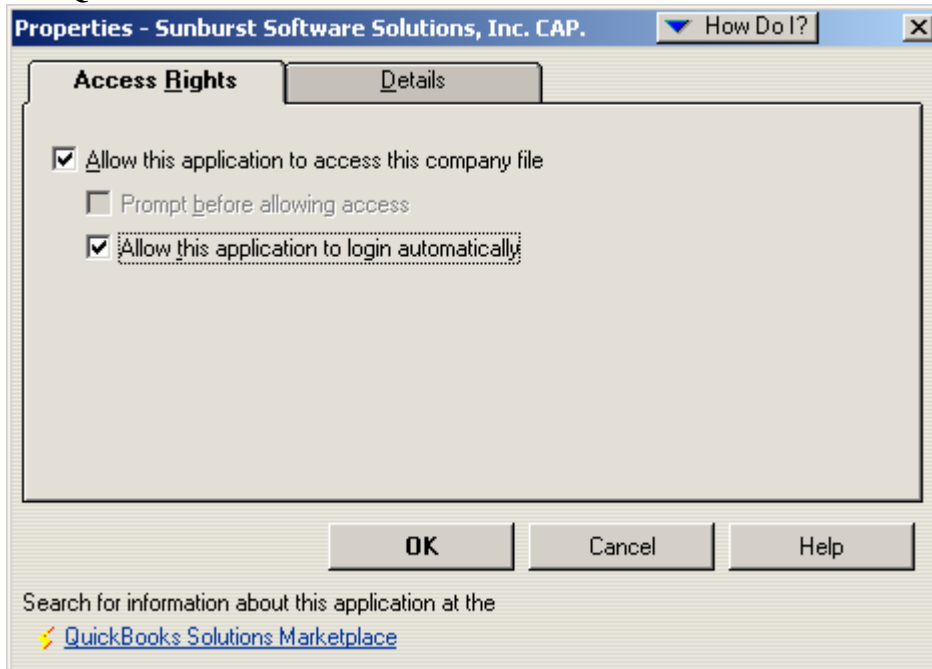 Properties - Sunburst Software Solutions, Inc. CAP. How Do I?
Access Rights Details
Allow this application to access this company file
Prompt before allowing access
Allow this application to login automatically
OK Cancel Help
Search for information about this application at the
QuickBooks Solutions Marketplace